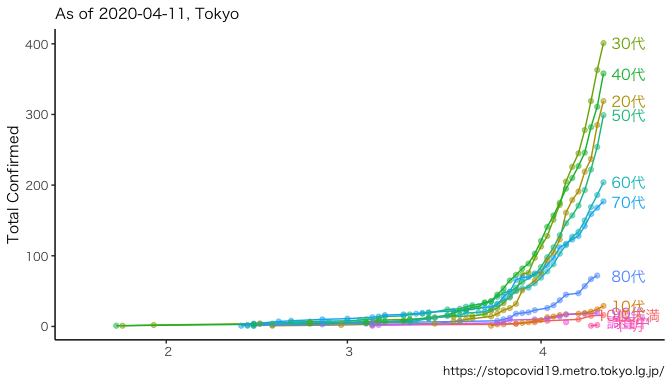 As of 2020-04-11, Tokyo
Total Confirmed
400
300
200
100
0
30代
40代
20代
50代
60代
70代
80代
10代
2
3
4
https://stopcovid19.metro.tokyo.lg.jp/